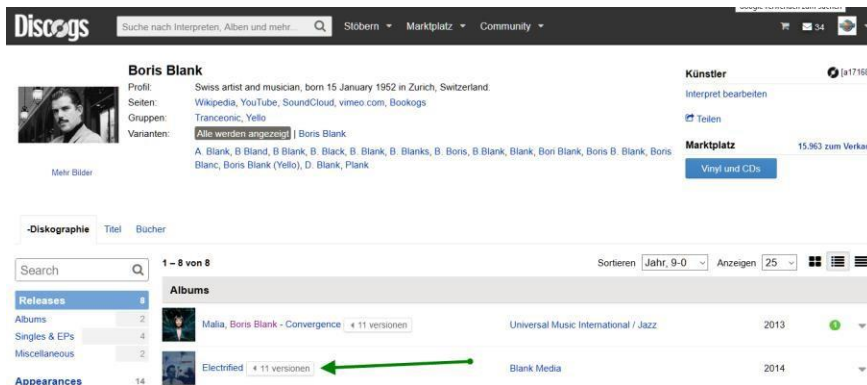 Discogs
Suche nach Interpreten, Alben und mehr...
Stöbern
Marktplatz
Community
34
Boris Blank
Profil: Swiss artist and musician, born 15 January 1952 in Zurich, Switzerland.
Seiten: Wikipedia, YouTube, SoundCloud, vimeo.com, Bookogs
Gruppen: Tranceonic, Yello
Varianten: Alle werden angezeigt | Boris Blank
A. Blank, B Bland, B Blank, B. Black, B. Blank, B. Blanks, B. Boris, B.Blank, Blank, Bori Blank, Boris B. Blank, Boris
Blanc, Boris Blank (Yello), D. Blank, Plank
Mehr Bilder
Künstler
Interpret bearbeiten
Teilen
Marktplatz 15.963 zum Verkau
Vinyl und CDs
-Diskographie Titel Bücher
Search
Releases 8
Albums 2
Singles & EPs 4
Miscellaneous 2
Appearances 14
1 – 8 von 8
Sortieren Jahr, 9-0 Anzeigen 25
Albums
Malia, Boris Blank - Convergence 11 versionen Universal Music International / Jazz 2013 1
Electrified 11 versionen Blank Media 2014